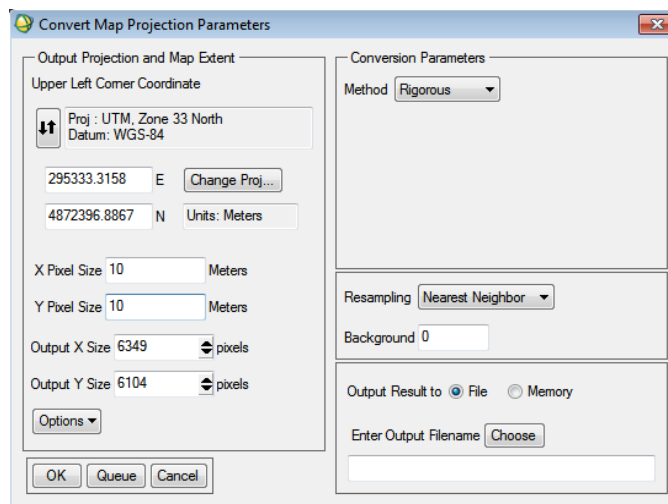 Convert Map Projection Parameters
Output Projection and Map Extent
Upper Left Corner Coordinate
Proj : UTM, Zone 33 North
Datum: WGS-84
295333.3158 E Change Proj...
4872396.8867 N Units: Meters
X Pixel Size 10 Meters
Y Pixel Size 10 Meters
Output X Size 6349 pixels
Output Y Size 6104 pixels
Options
OK Queue Cancel
Conversion Parameters
Method Rigorous
Resampling Nearest Neighbor
Background 0
Output Result to File Memory
Enter Output Filename Choose